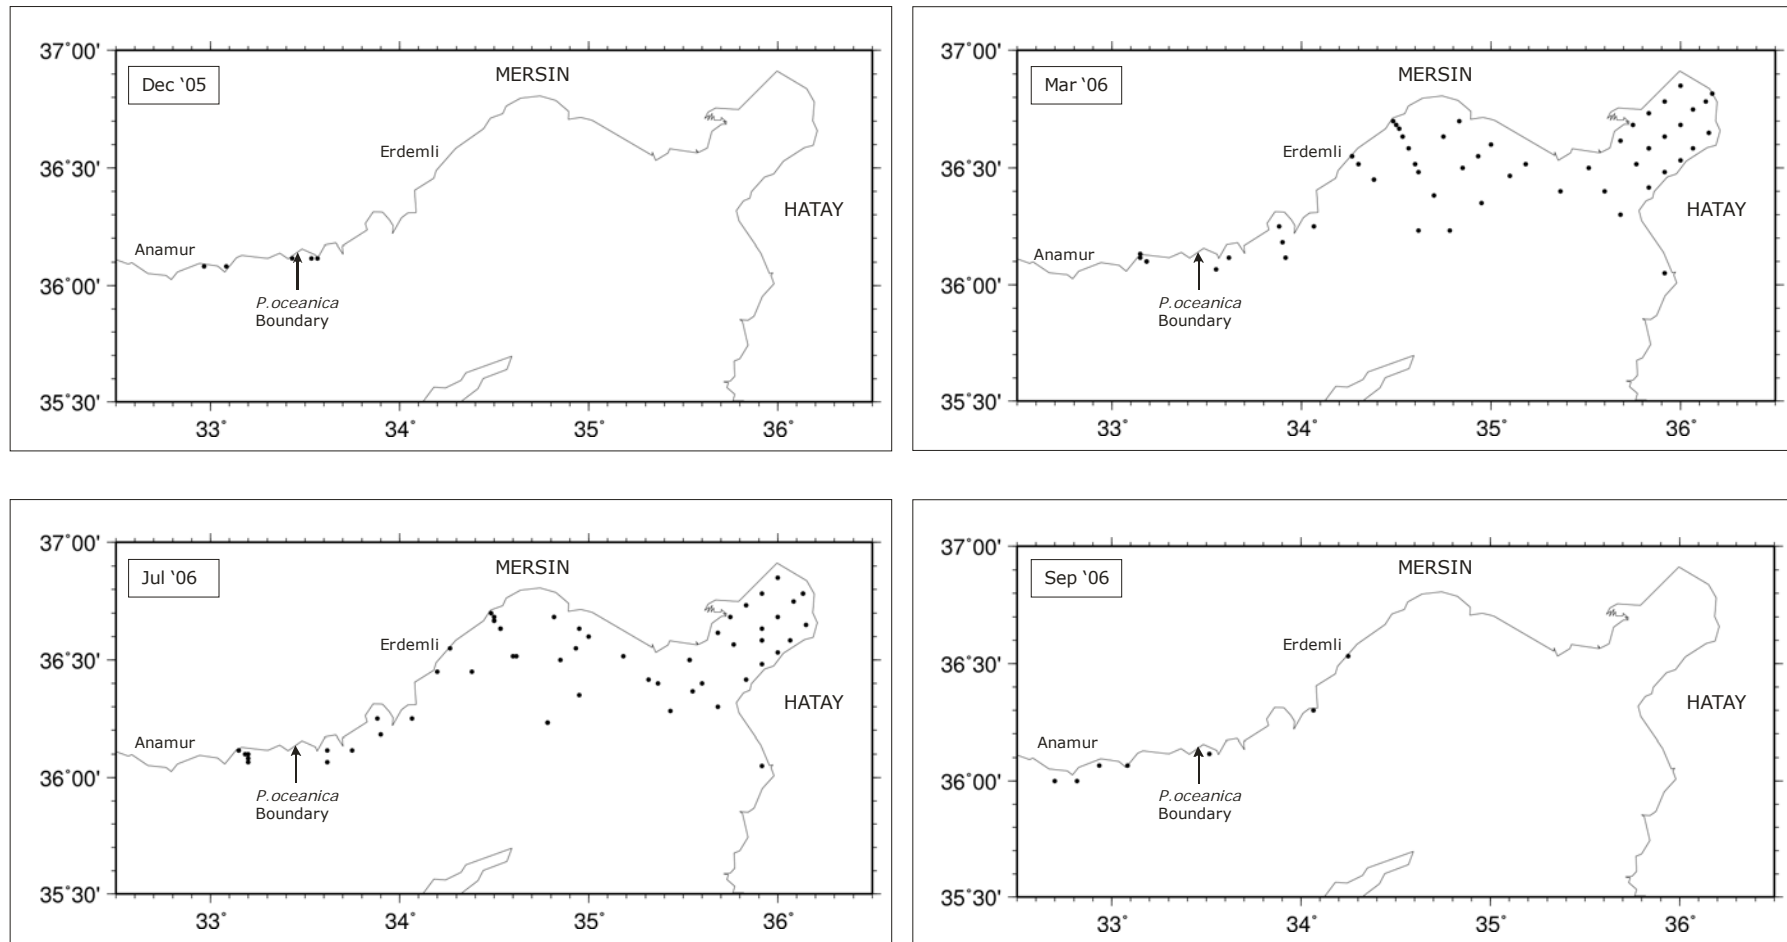 37°00'
Dec ‘05
MERSIN
Erdemli
36°30'
HATAY
Anamur
36°00'
P.oceanica
Boundary
35°30'
33°
34°
35°
36°
37°00'
Mar ‘06
MERSIN
Erdemli
36°30'
HATAY
Anamur
36°00'
P.oceanica
Boundary
35°30'
33°
34°
35°
36°
37°00'
Jul ‘06
MERSIN
Erdemli
36°30'
HATAY
Anamur
36°00'
P.oceanica
Boundary
35°30'
33°
34°
35°
36°
37°00'
Sep ‘06
MERSIN
Erdemli
36°30'
HATAY
Anamur
36°00'
P.oceanica
Boundary
35°30'
33°
34°
35°
36°